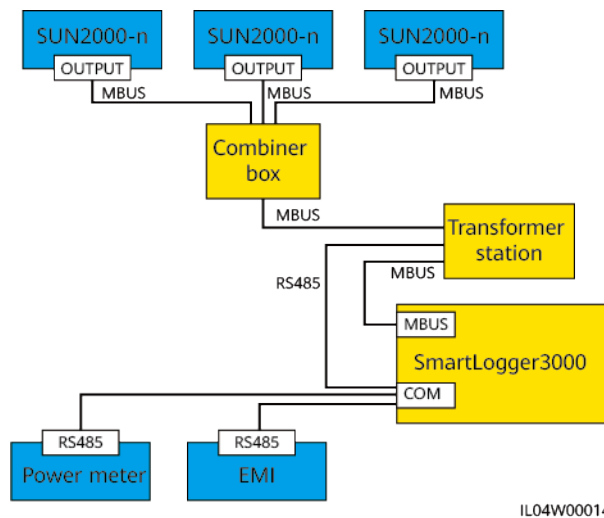 SUN2000-n
SUN2000-n
SUN2000-n
OUTPUT
OUTPUT
OUTPUT
MBUS
MBUS
MBUS
Combiner
box
MBUS
Transformer
station
MBUS
RS485
MBUS
SmartLogger3000
COM
RS485
RS485
Power meter
EMI
IL04W00014